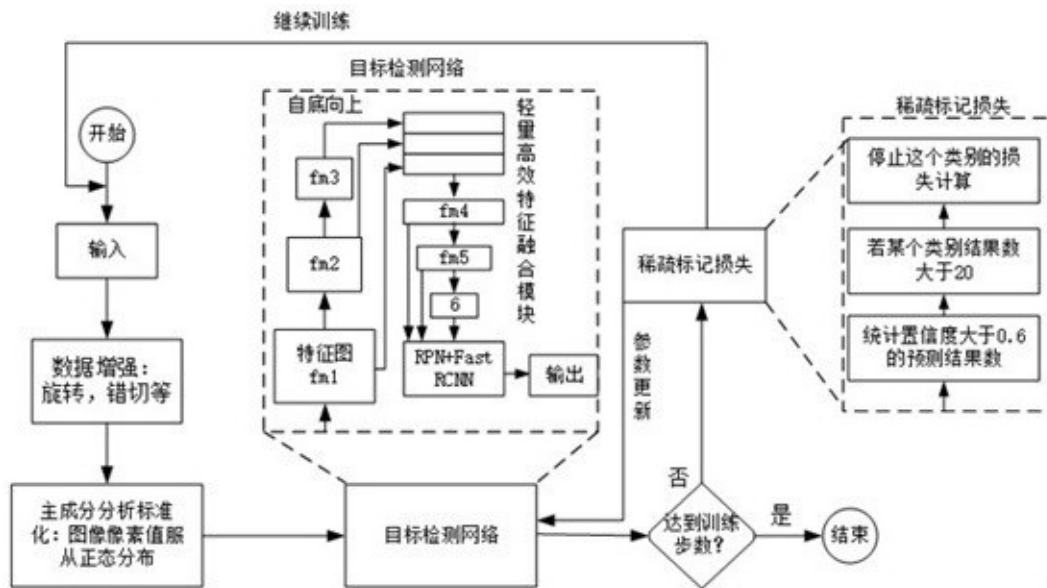 继续训练
目标检测网络
自底向上
轻量高效特征融合模块
稀疏标记损失
开始
停止这个类别的损
失计算
fm3
fm4
输入
fm2
fm5
稀疏标记损失
若某个类别结果数
大于20
6
数据增强：
旋转，错切等
特征图
fm1
RPN+Fast
RCNN
输出
参数更新
统计置信度大于0.6
的预测结果数
否
主成分分析标准
化：图像像素值服
从正态分布
目标检测网络
达到训练
步数？
是
结束